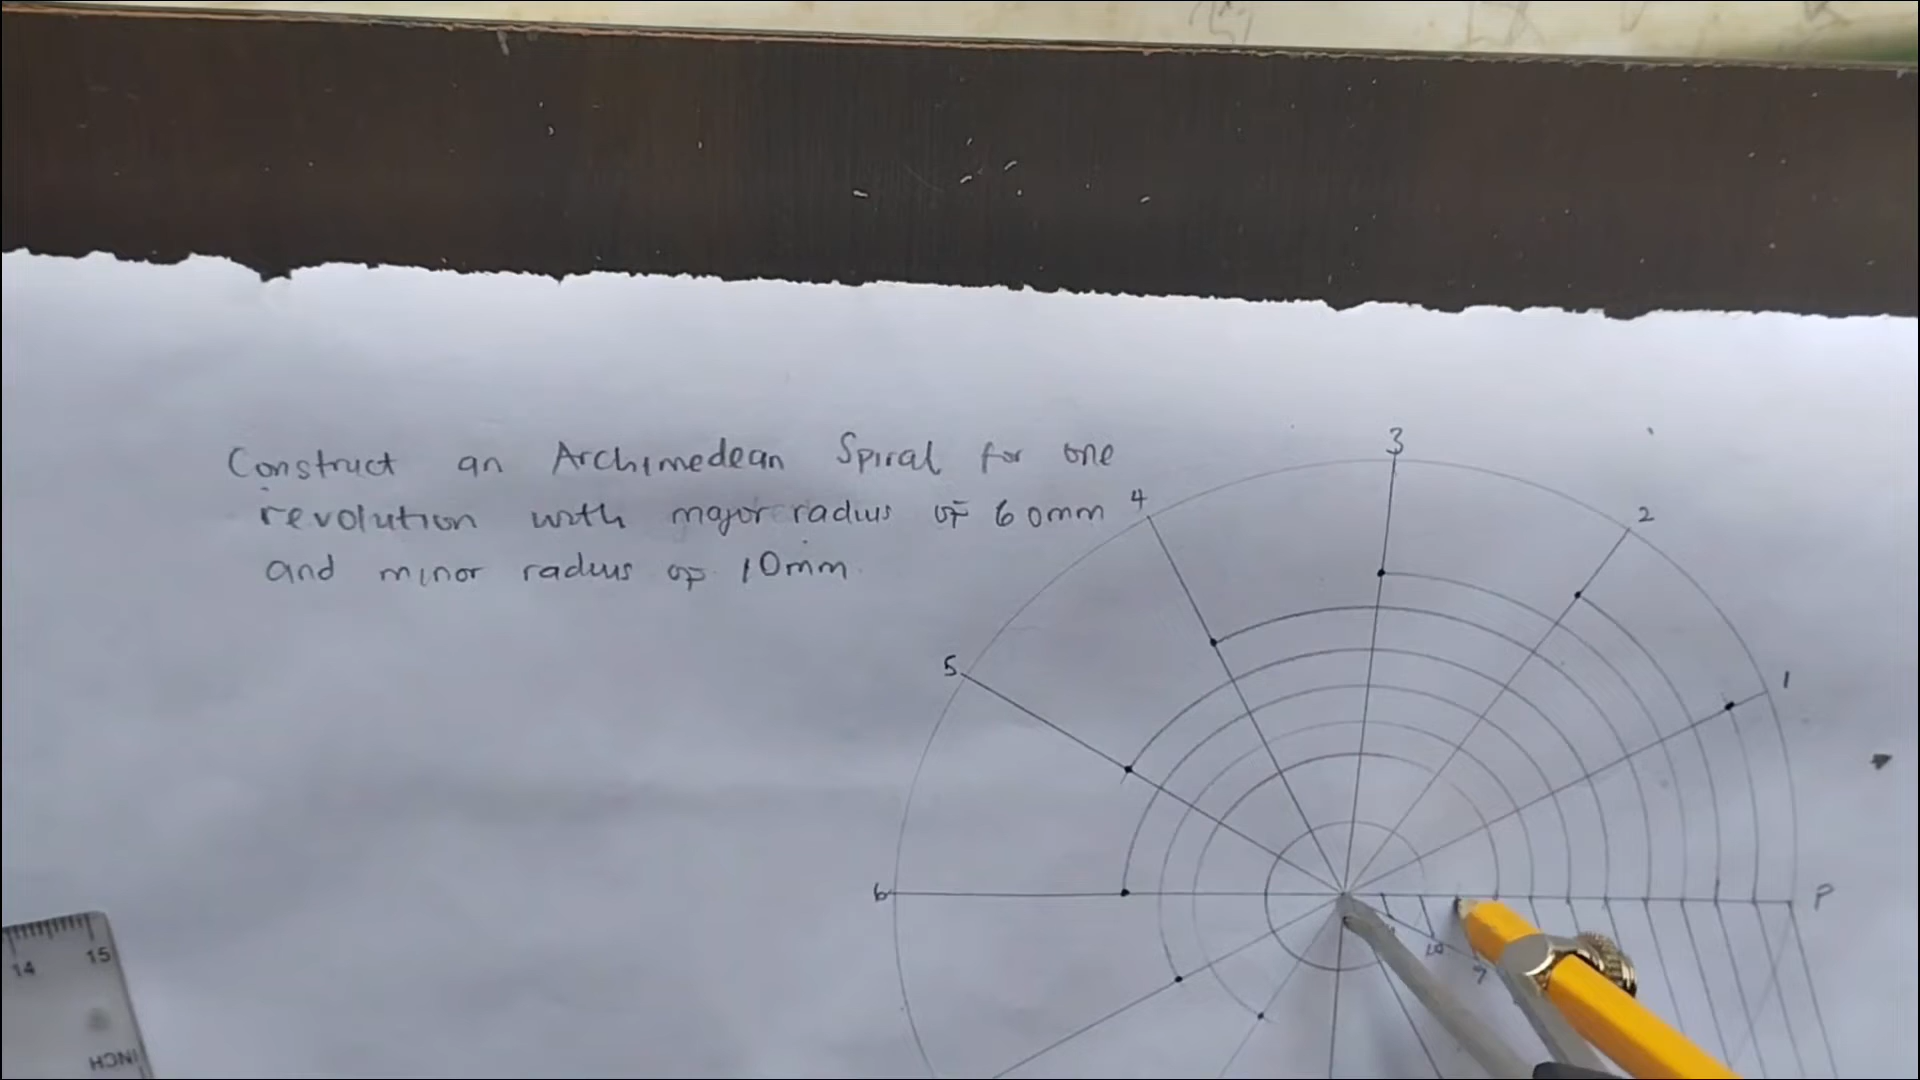 Construct an Archimedean Spiral for one
revolution with major radius of 60mm
and minor radius of 10mm
3
4
2
5
1
6
P
10
9
14
15
INCH